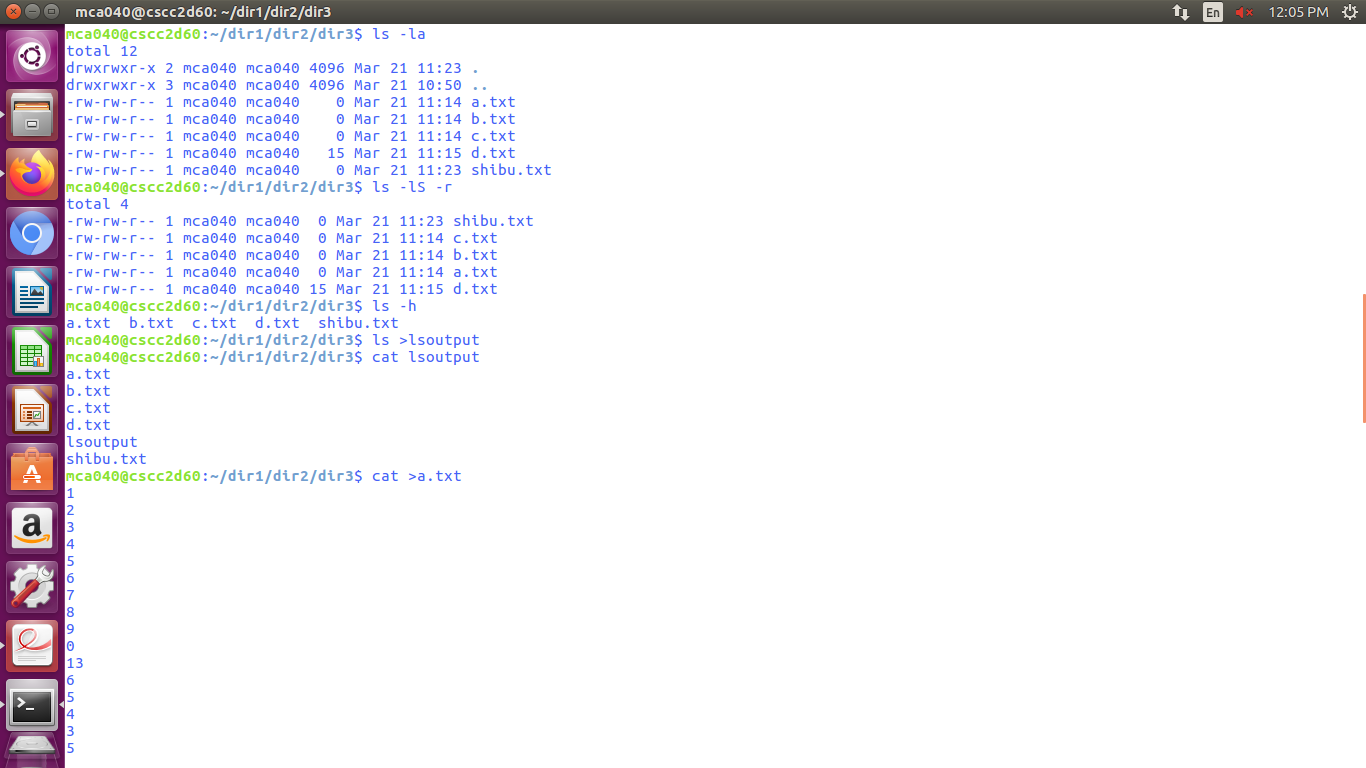 mca040@cscc2d60: ~/dir1/dir2/dir3
En
12:05 PM
mca040@cscc2d60:~/dir1/dir2/dir3$ ls -la
total 12
drwxrwxr-x 2 mca040 mca040 4096 Mar 21 11:23 .
drwxrwxr-x 3 mca040 mca040 4096 Mar 21 10:50 ..
-rw-rw-r-- 1 mca040 mca040    0 Mar 21 11:14 a.txt
-rw-rw-r-- 1 mca040 mca040    0 Mar 21 11:14 b.txt
-rw-rw-r-- 1 mca040 mca040    0 Mar 21 11:14 c.txt
-rw-rw-r-- 1 mca040 mca040   15 Mar 21 11:15 d.txt
-rw-rw-r-- 1 mca040 mca040    0 Mar 21 11:23 shibu.txt
mca040@cscc2d60:~/dir1/dir2/dir3$ ls -lS -r
total 4
-rw-rw-r-- 1 mca040 mca040  0 Mar 21 11:23 shibu.txt
-rw-rw-r-- 1 mca040 mca040  0 Mar 21 11:14 c.txt
-rw-rw-r-- 1 mca040 mca040  0 Mar 21 11:14 b.txt
-rw-rw-r-- 1 mca040 mca040  0 Mar 21 11:14 a.txt
-rw-rw-r-- 1 mca040 mca040 15 Mar 21 11:15 d.txt
mca040@cscc2d60:~/dir1/dir2/dir3$ ls -h
a.txt  b.txt  c.txt  d.txt  shibu.txt
mca040@cscc2d60:~/dir1/dir2/dir3$ ls >lsoutput
mca040@cscc2d60:~/dir1/dir2/dir3$ cat lsoutput
a.txt
b.txt
c.txt
d.txt
lsoutput
shibu.txt
mca040@cscc2d60:~/dir1/dir2/dir3$ cat >a.txt
1
2
3
4
5
6
7
8
9
0
13
6
5
4
3
5